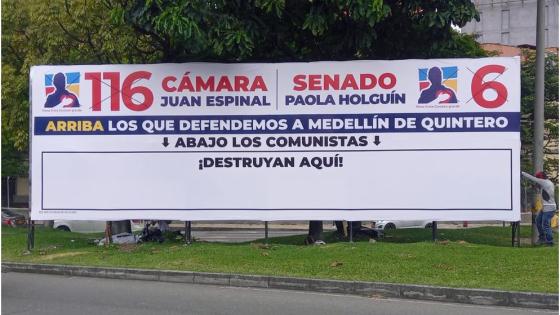 116 CÁMARA
JUAN ESPINAL
SENADO
PAOLA HOLGUÍN
6
ARRIBA LOS QUE DEFENDEMOS A MEDELLÍN DE QUINTERO
⬇ ABAJO LOS COMUNISTAS ⬇
¡DESTRUYAN AQUÍ!